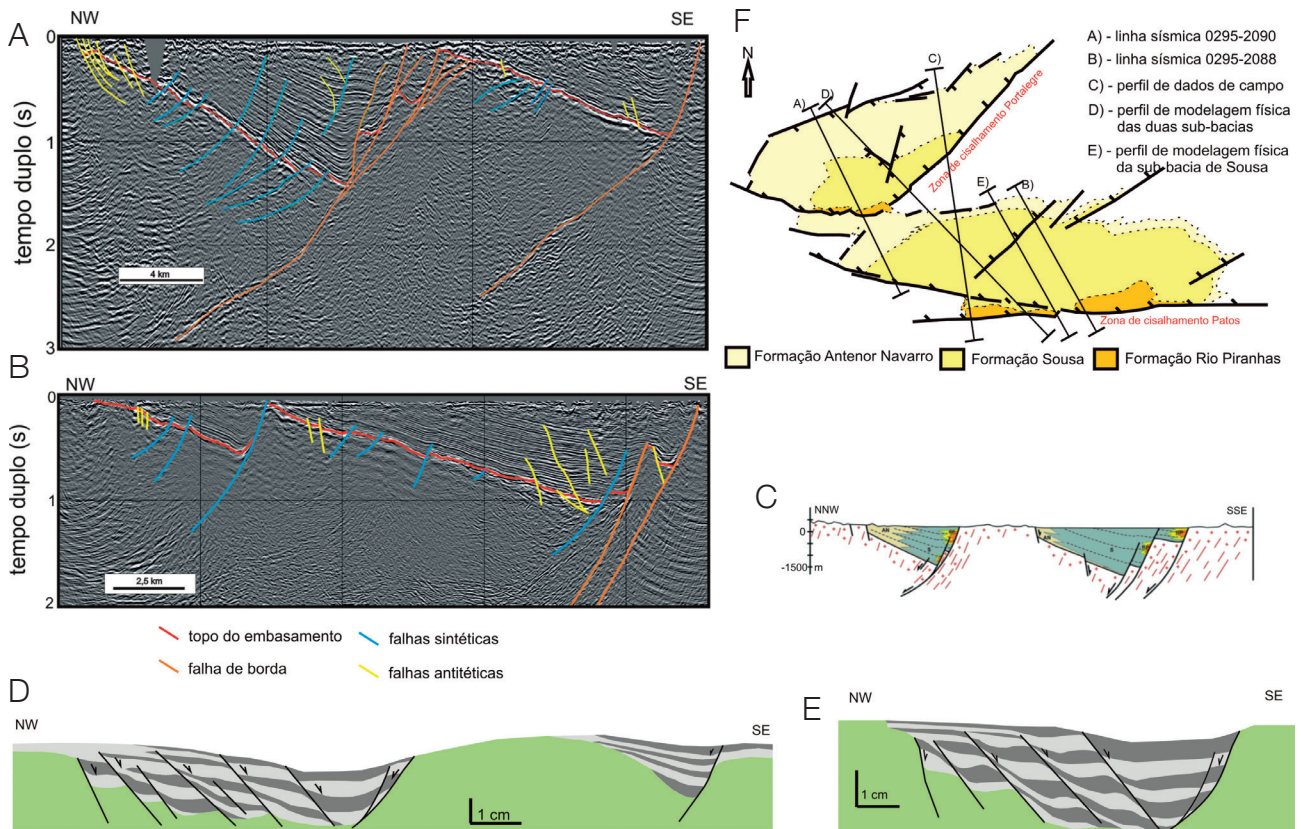 A
NW
SE
0
1
2
3
tempo duplo (s)
4 km
B
NW
SE
0
1
2
tempo duplo (s)
2,5 km
topo do embasamento
falhas sintéticas
falha de borda
falhas antitéticas
F
N
A)
D)
C)
E)
B)
Zona de cisalhamento Portalegre
Zona de cisalhamento Patos
A) - linha sísmica 0295-2090
B) - linha sísmica 0295-2088
C) - perfil de dados de campo
D) - perfil de modelagem física
das duas sub-bacias
E) - perfil de modelagem física
da sub-bacia de Sousa
Formação Antenor Navarro
Formação Sousa
Formação Rio Piranhas
C
NNW
SSE
0
-1500 m
AN
S
AN
S
D
NW
SE
1 cm
E
NW
SE
1 cm